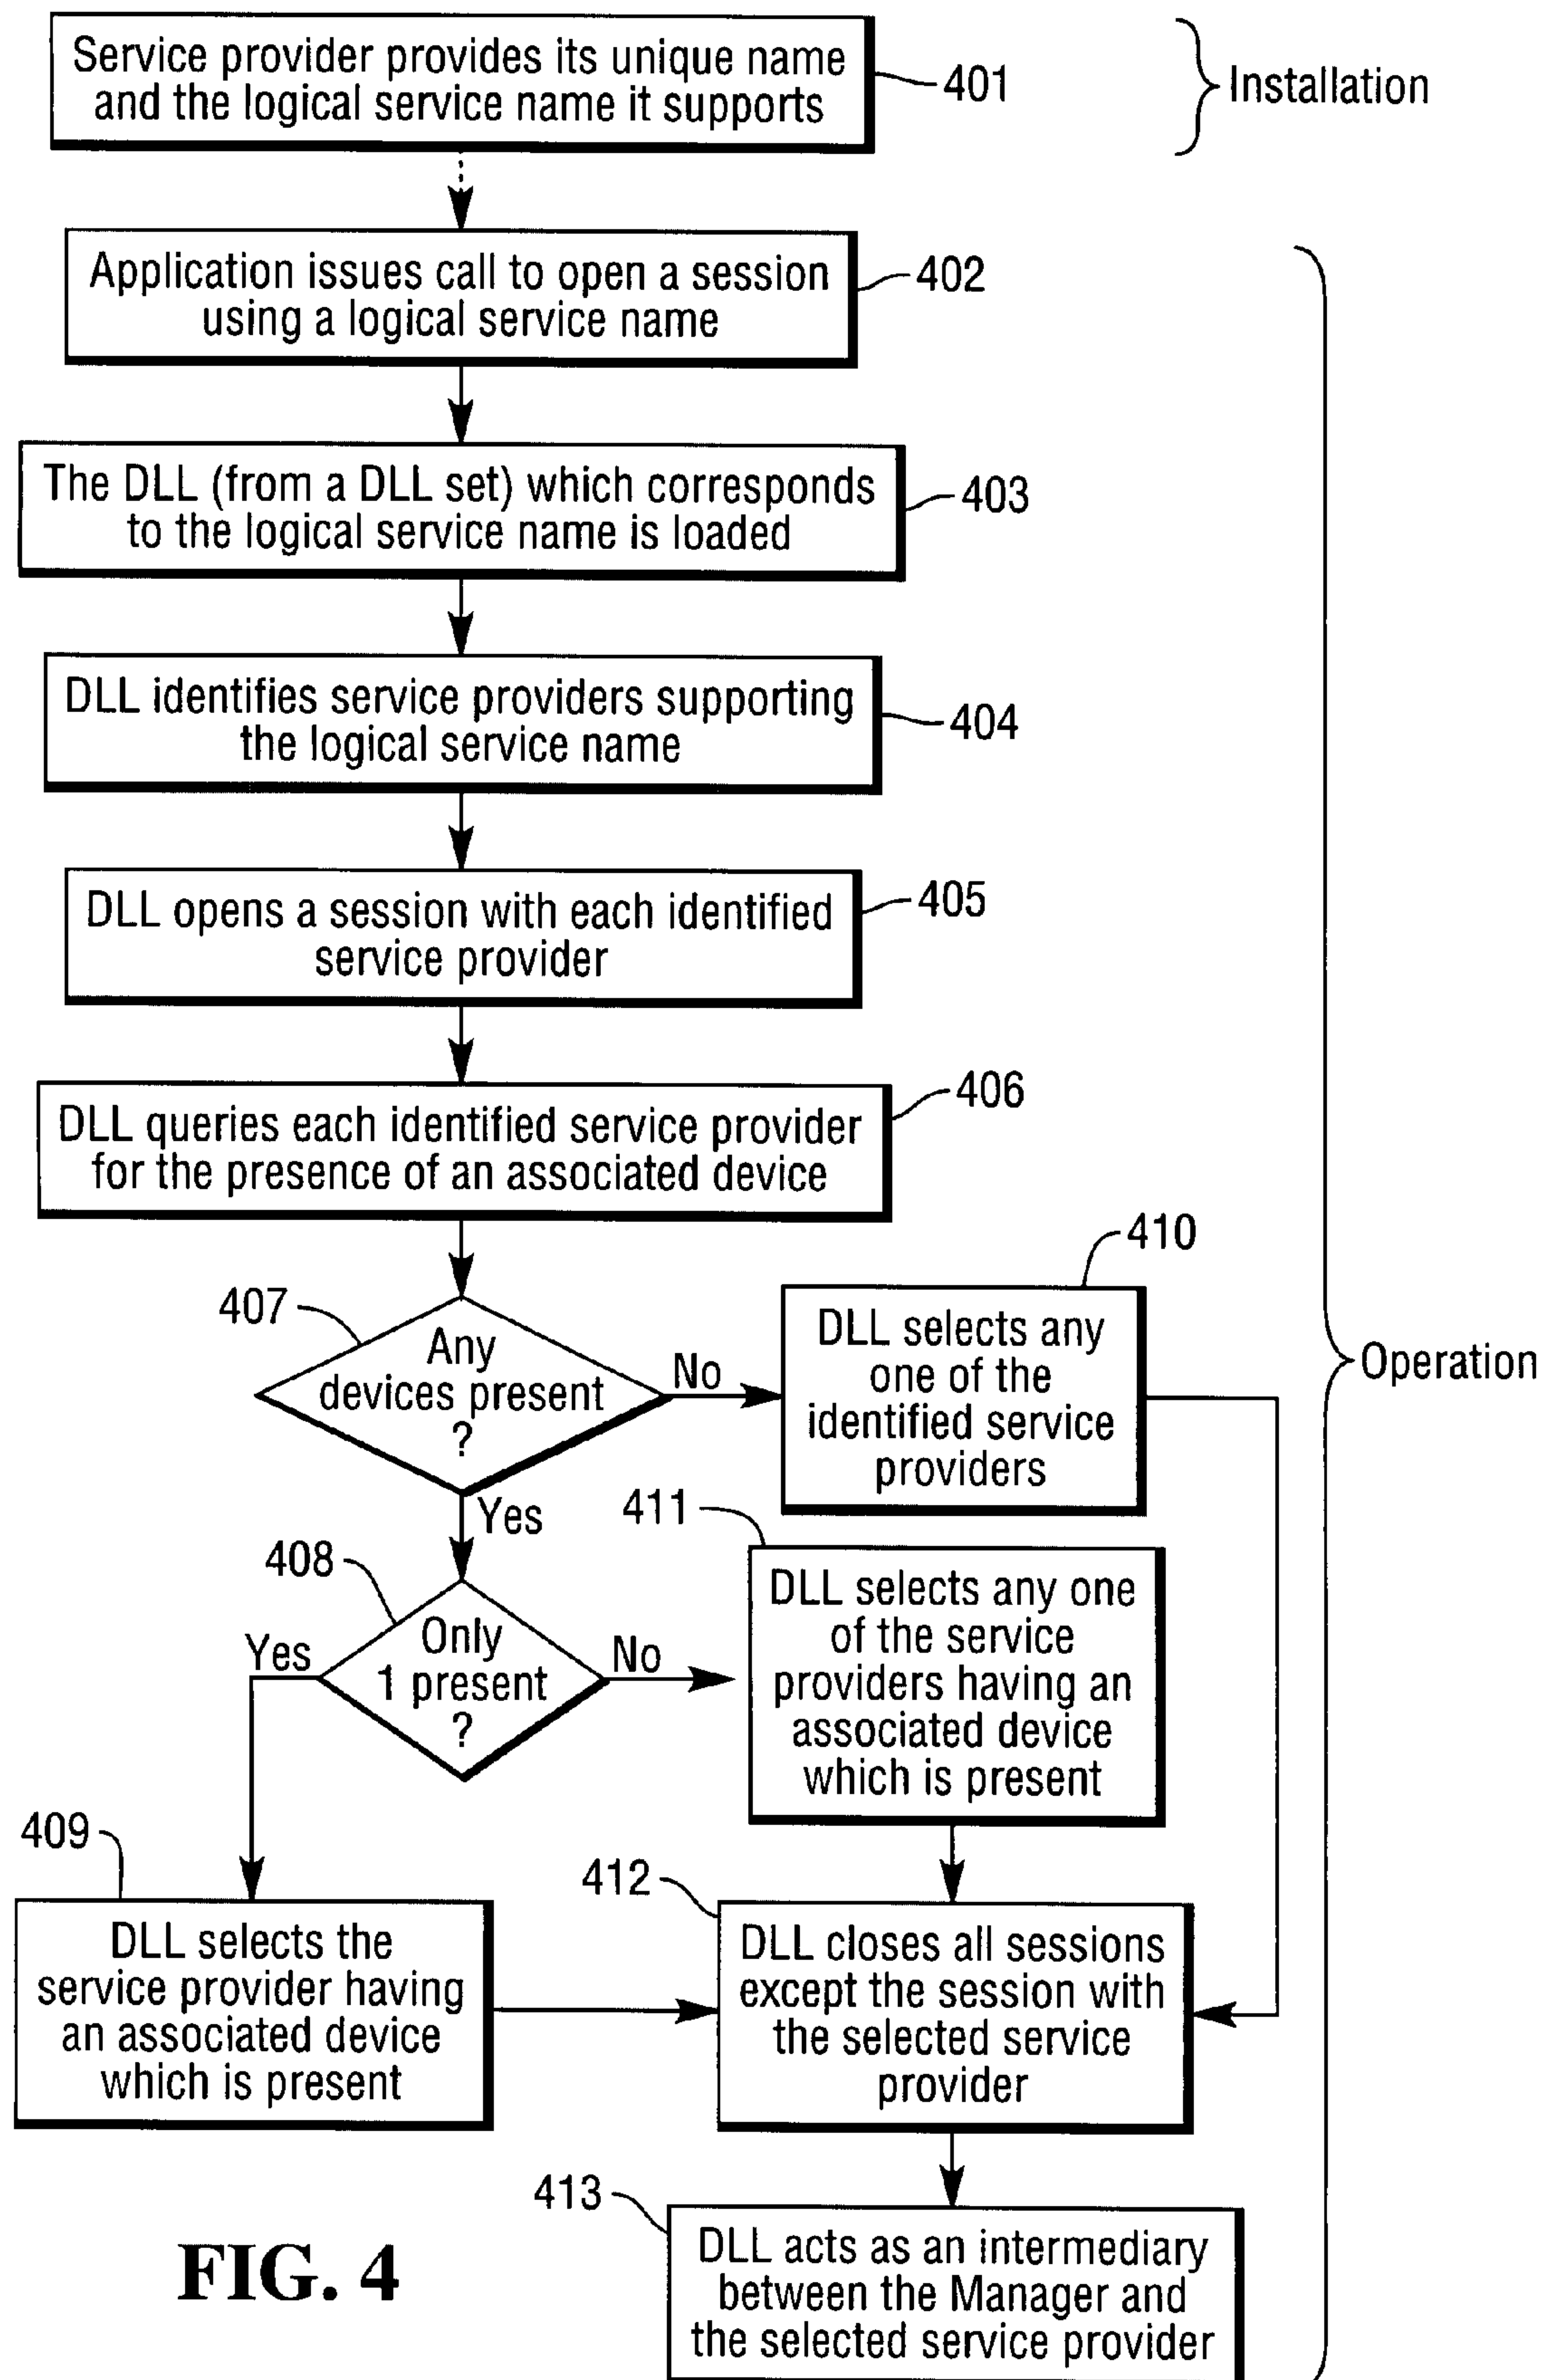 Service provider provides its unique name
and the logical service name it supports
401
Installation
Application issues call to open a session
using a logical service name
402
The DLL (from a DLL set) which corresponds
to the logical service name is loaded
403
DLL identifies service providers supporting
the logical service name
404
DLL opens a session with each identified
service provider
405
DLL queries each identified service provider
for the presence of an associated device
406
407
Any
devices present
?
No
Yes
410
DLL selects any
one of the
identified service
providers
Operation
408
Only
1 present
?
Yes
No
411
DLL selects any one
of the service
providers having an
associated device
which is present
409
DLL selects the
service provider having
an associated device
which is present
412
DLL closes all sessions
except the session with
the selected service
provider
413
DLL acts as an intermediary
between the Manager and
the selected service provider
FIG. 4